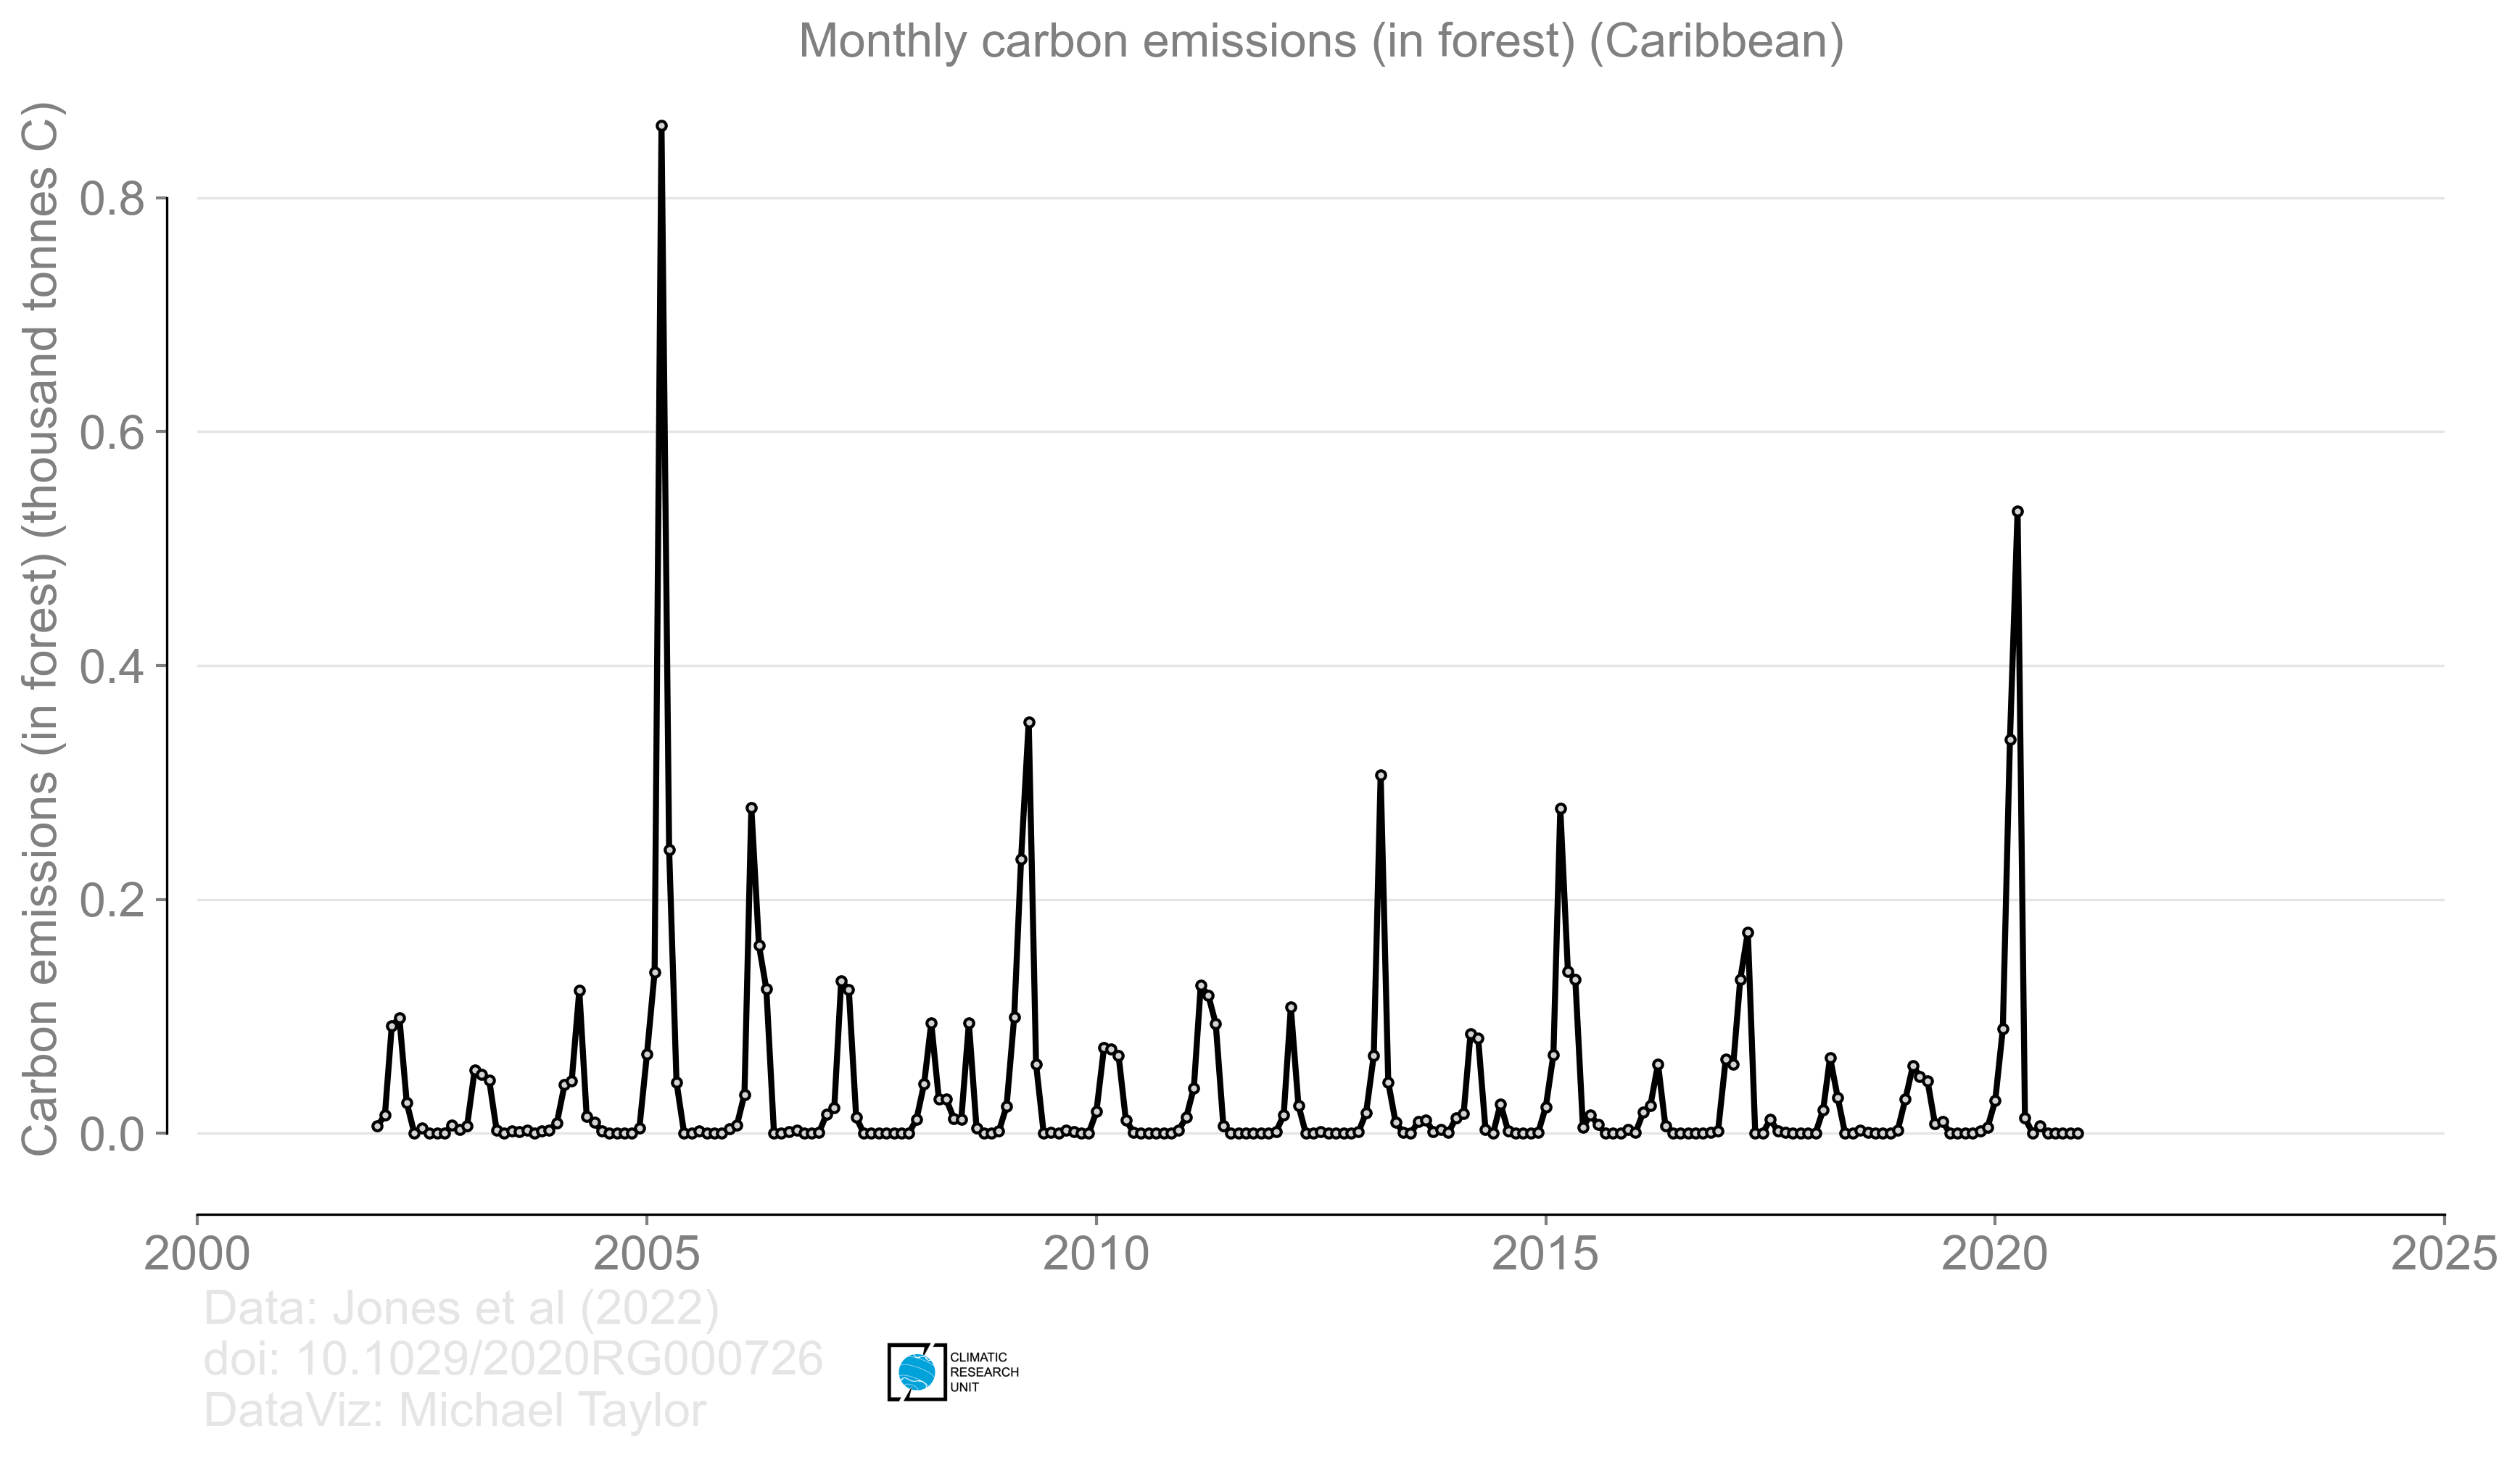 Monthly carbon emissions (in forest) (Caribbean)
Carbon emissions (in forest) (thousand tonnes C)
0.8
0.6
0.4
0.2
0.0
2000 2005 2010 2015 2020 2025
Data: Jones et al (2022)
doi: 10.1029/2020RG000726
DataViz: Michael Taylor
CLIMATIC
RESEARCH
UNIT